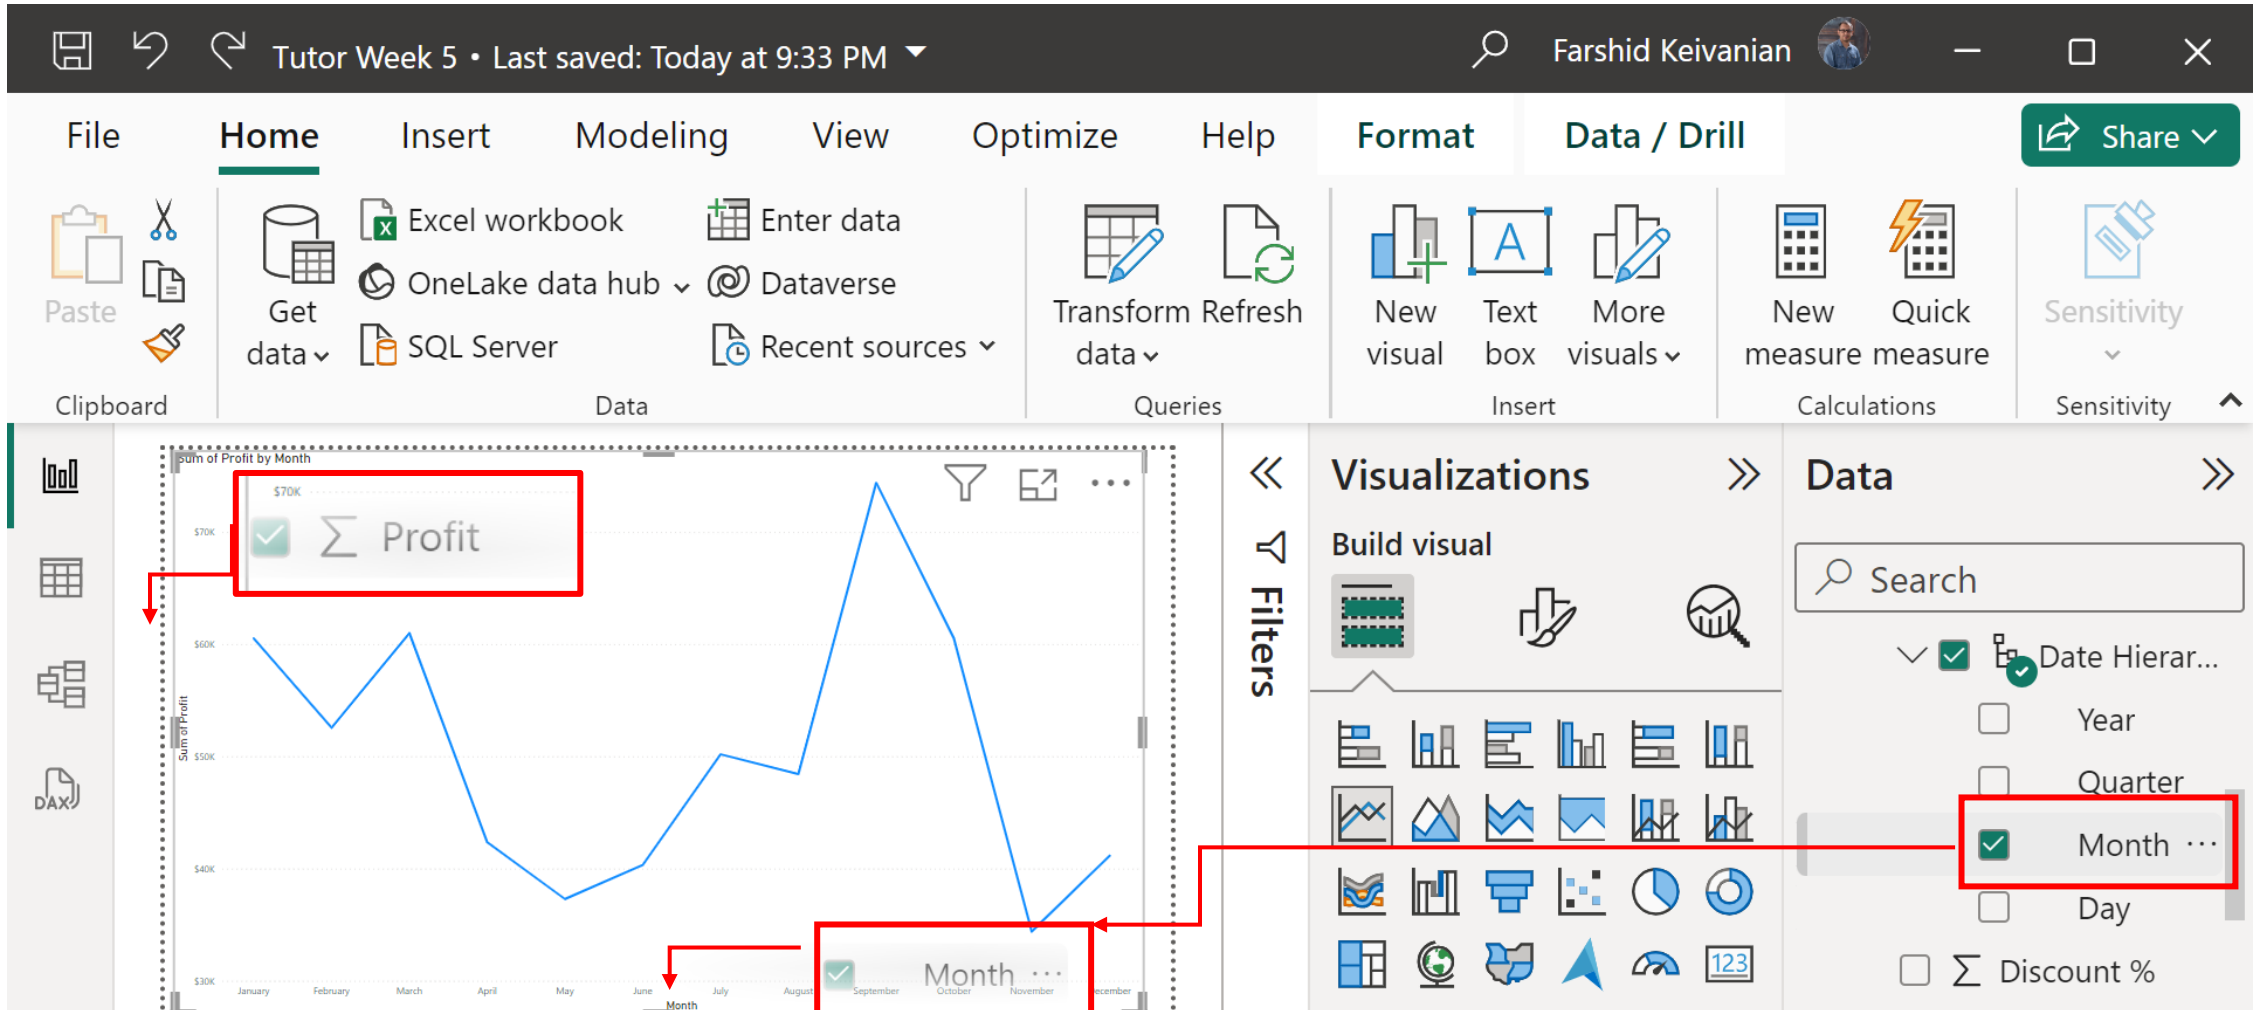 Tutor Week 5 • Last saved: Today at 9:33 PM
Farshid Keivanian
File Home Insert Modeling View Optimize Help Format Data / Drill Share
Paste
Clipboard
Get data
Excel workbook
OneLake data hub
SQL Server
Enter data
Dataverse
Recent sources
Data
Transform data
Refresh
Queries
New visual
Text box
More visuals
Insert
New measure
Quick measure
Calculations
Sensitivity
Sensitivity
DAX
Sum of Profit by Month
$70K
Σ Profit
$70K
$60K
$50K
$40K
$30K
Sum of Profit
January February March April May June July August September October November ecember
Month
Month ...
Filters
Visualizations
Build visual
123
Data
Search
Date Hierar...
Year
Quarter
Month ...
Day
Σ Discount %